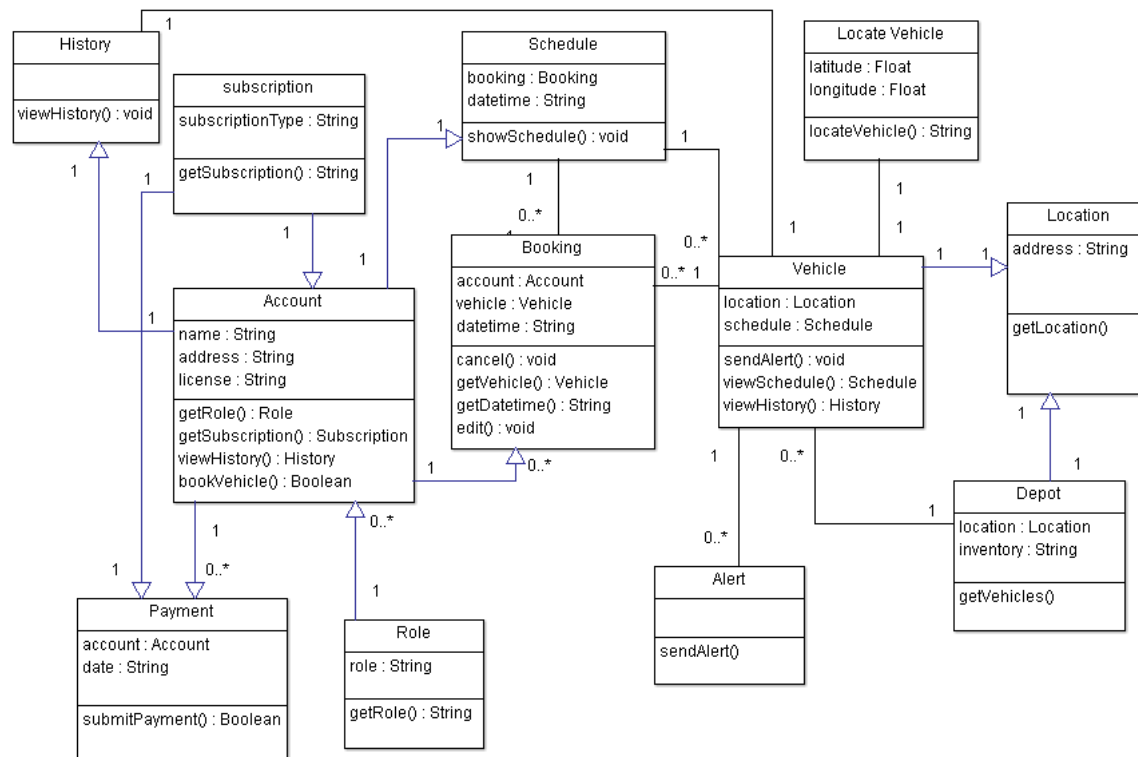 History
viewHistory() : void
subscription
subscriptionType : String
getSubscription() : String
Schedule
booking : Booking
datetime : String
showSchedule() : void
Locate Vehicle
latitude : Float
longitude : Float
locateVehicle() : String
Location
address : String
getLocation()
Account
name : String
address : String
license : String
getRole() : Role
getSubscription() : Subscription
viewHistory() : History
bookVehicle() : Boolean
Booking
account : Account
vehicle : Vehicle
datetime : String
cancel() : void
getVehicle() : Vehicle
getDatetime() : String
edit() : void
Vehicle
location : Location
schedule : Schedule
sendAlert() : void
viewSchedule() : Schedule
viewHistory() : History
Payment
account : Account
date : String
submitPayment() : Boolean
Role
role : String
getRole() : String
Alert
sendAlert()
Depot
location : Location
inventory : String
getVehicles()
1
1
1
1
1
1
1
1
1
1
0..*
1
0..*
0..*
1
1
1
1
1
1
1
1
1
0..*
1
0..*
1
0..*
1
0..*
1
0..*
1